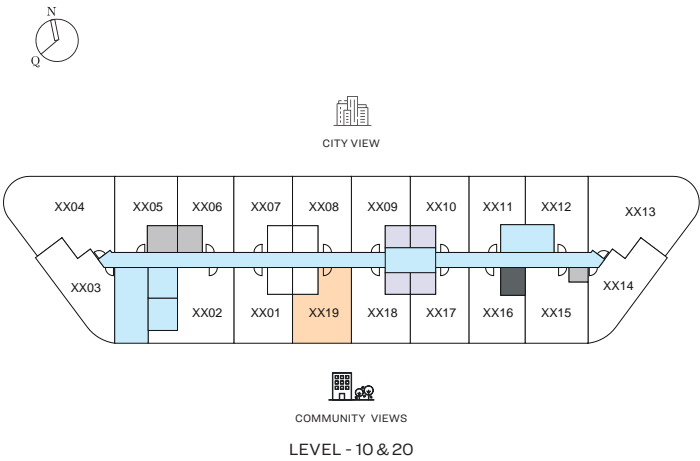 N
Q
CITY VIEW
XX04 XX05 XX06 XX07 XX08 XX09 XX10 XX11 XX12 XX13
XX03 XX14
XX02 XX01 XX19 XX18 XX17 XX16 XX15
COMMUNITY VIEWS
LEVEL - 10 & 20